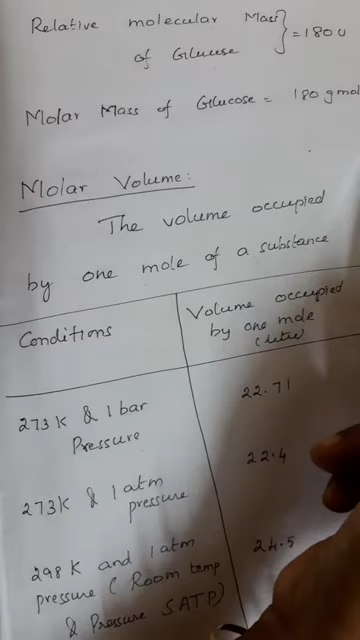 Relative molecular Mass
of Glucose } = 180 u
Molar Mass of Glucose = 180 g mol
Molar Volume:
The volume occupied
by one mole of a substance
Conditions
Volume occupied
by one mole
(litre)
273 K & 1 bar
Pressure
22.71
273 K & 1 atm
pressure
22.4
298 K and 1 atm
pressure (Room temp
& Pressure SATP)
24.5